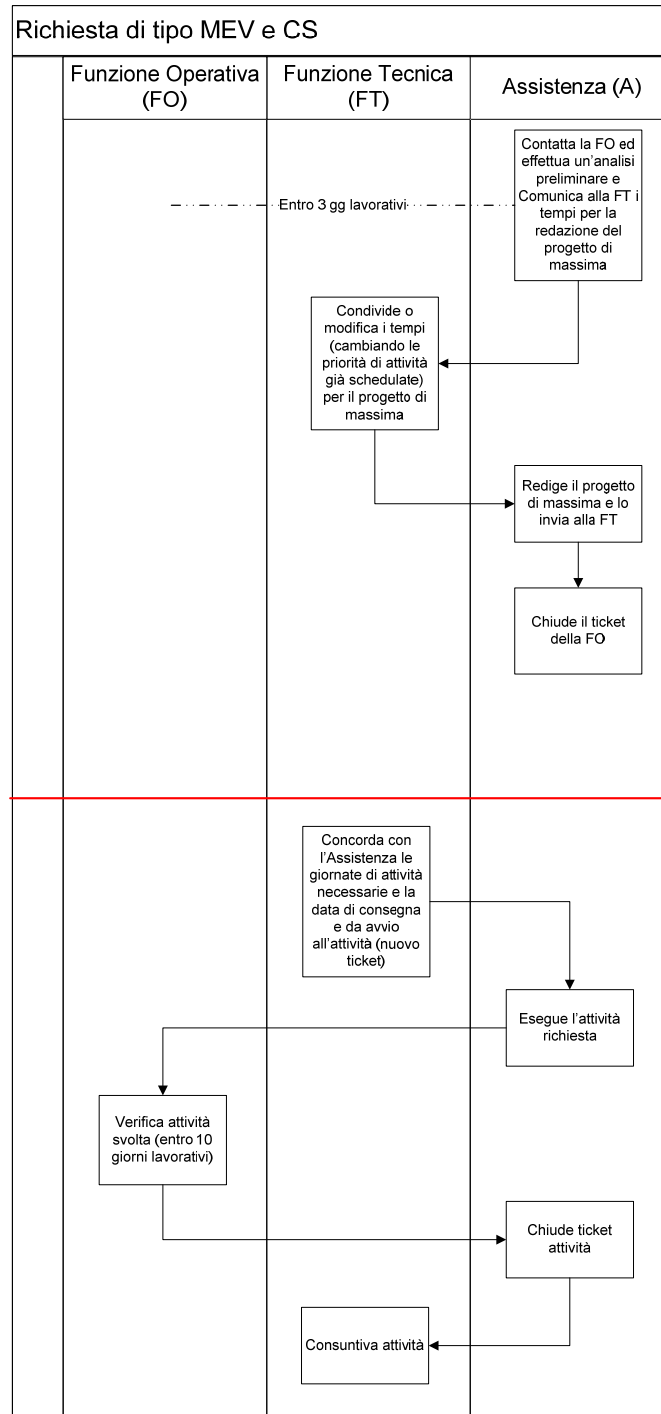 Richiesta di tipo MEV e CS
Funzione Operativa
(FO)
Funzione Tecnica
(FT)
Assistenza (A)
Contatta la FO ed
effettua un'analisi
preliminare e
Comunica alla FT i
tempi per la
redazione del
progetto di
massima
Entro 3 gg lavorativi
Condivide o
modifica i tempi
(cambiando le
priorità di attività
già schedulate)
per il progetto di
massima
Redige il progetto
di massima e lo
invia alla FT
Chiude il ticket
della FO
Concorda con
l'Assistenza le
giornate di attività
necessarie e la
data di consegna
e da avvio
all'attività (nuovo
ticket)
Esegue l'attività
richiesta
Verifica attività
svolta (entro 10
giorni lavorativi)
Chiude ticket
attività
Consuntiva attività